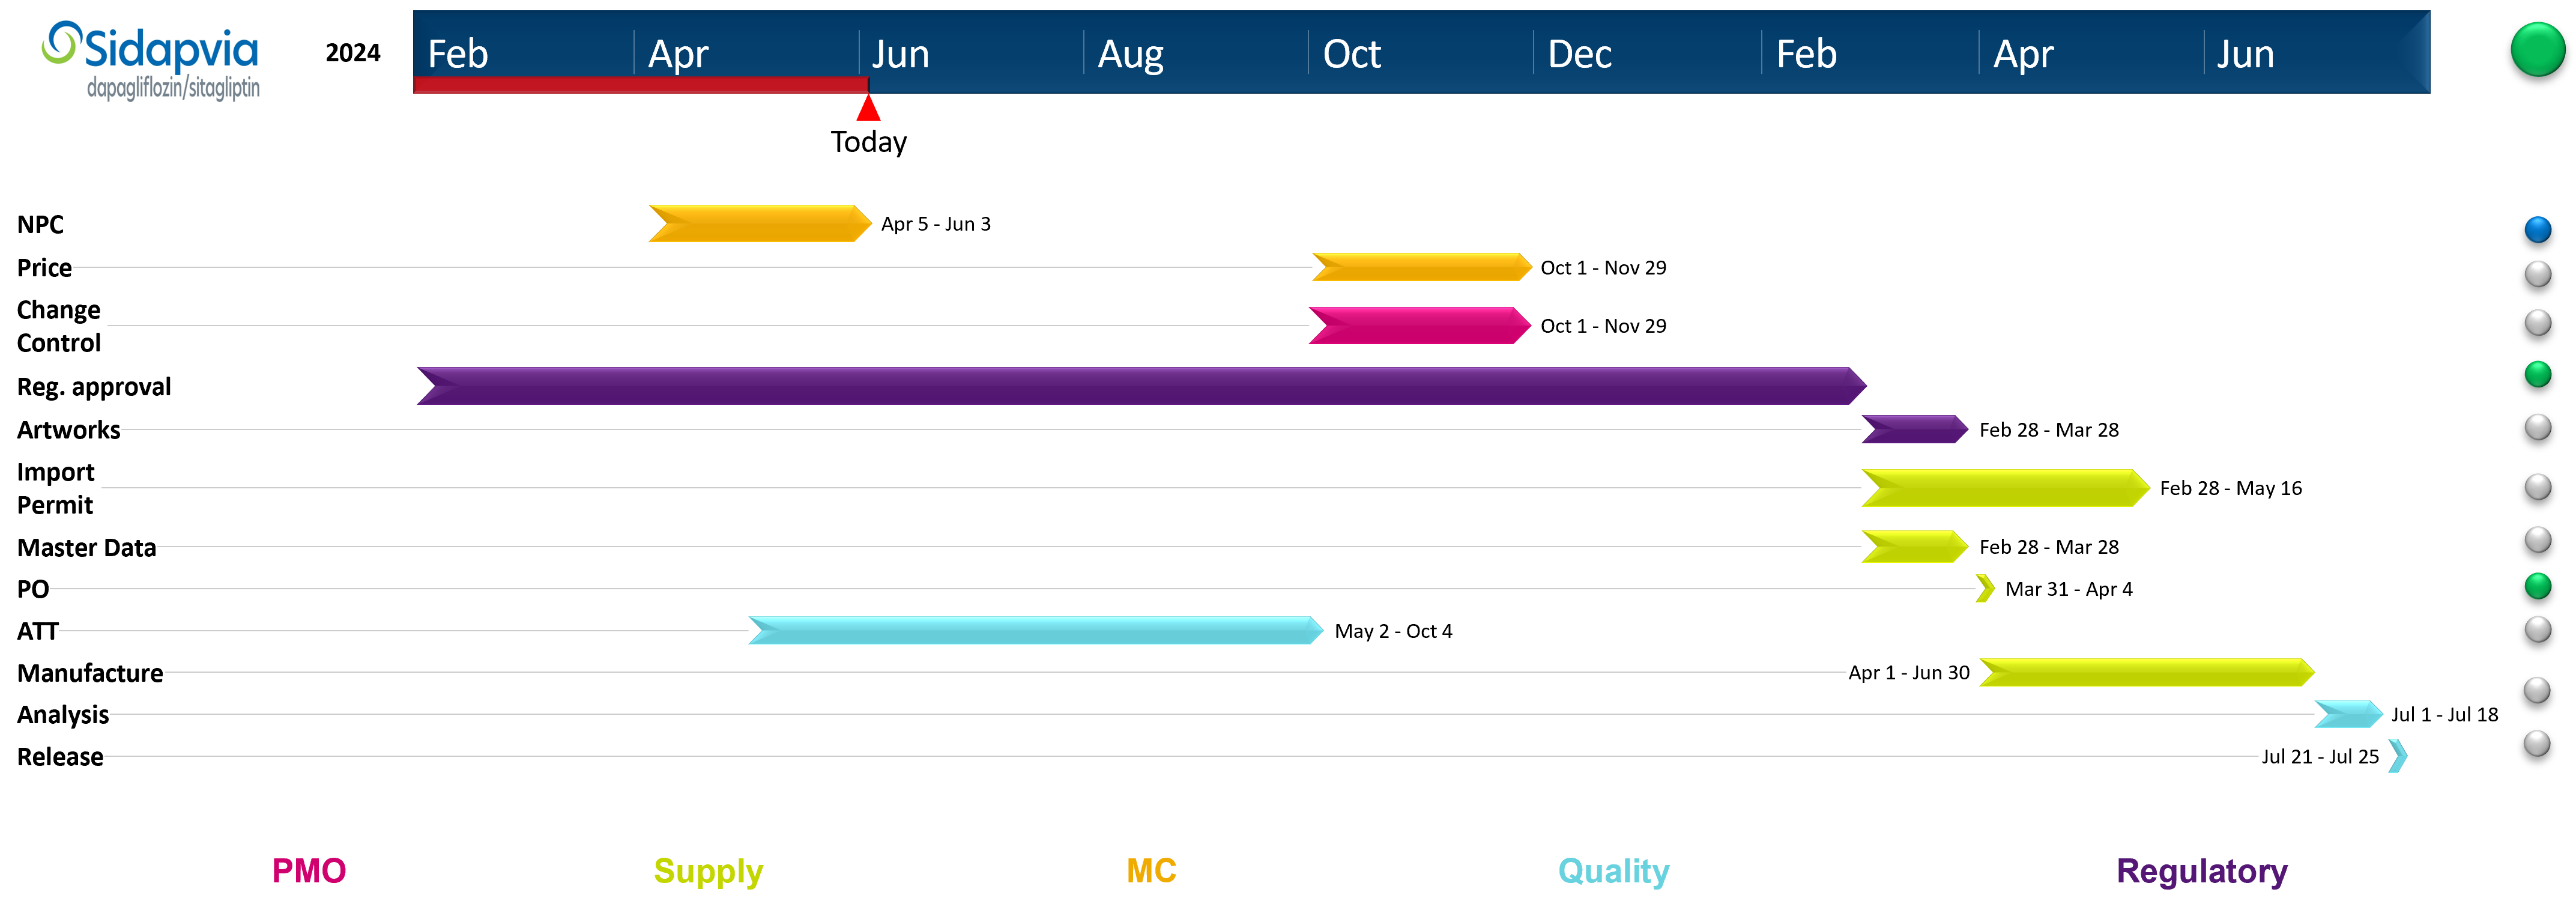 Sidapvia
dapagliflozin/sitagliptin
2024
Feb Apr Jun Aug Oct Dec Feb Apr Jun
Today
NPC
Apr 5 - Jun 3
Price
Oct 1 - Nov 29
Change
Control
Oct 1 - Nov 29
Reg. approval
Artworks
Feb 28 - Mar 28
Import
Permit
Feb 28 - May 16
Master Data
Feb 28 - Mar 28
PO
Mar 31 - Apr 4
ATT
May 2 - Oct 4
Manufacture
Apr 1 - Jun 30
Analysis
Jul 1 - Jul 18
Release
Jul 21 - Jul 25
PMO Supply MC Quality Regulatory